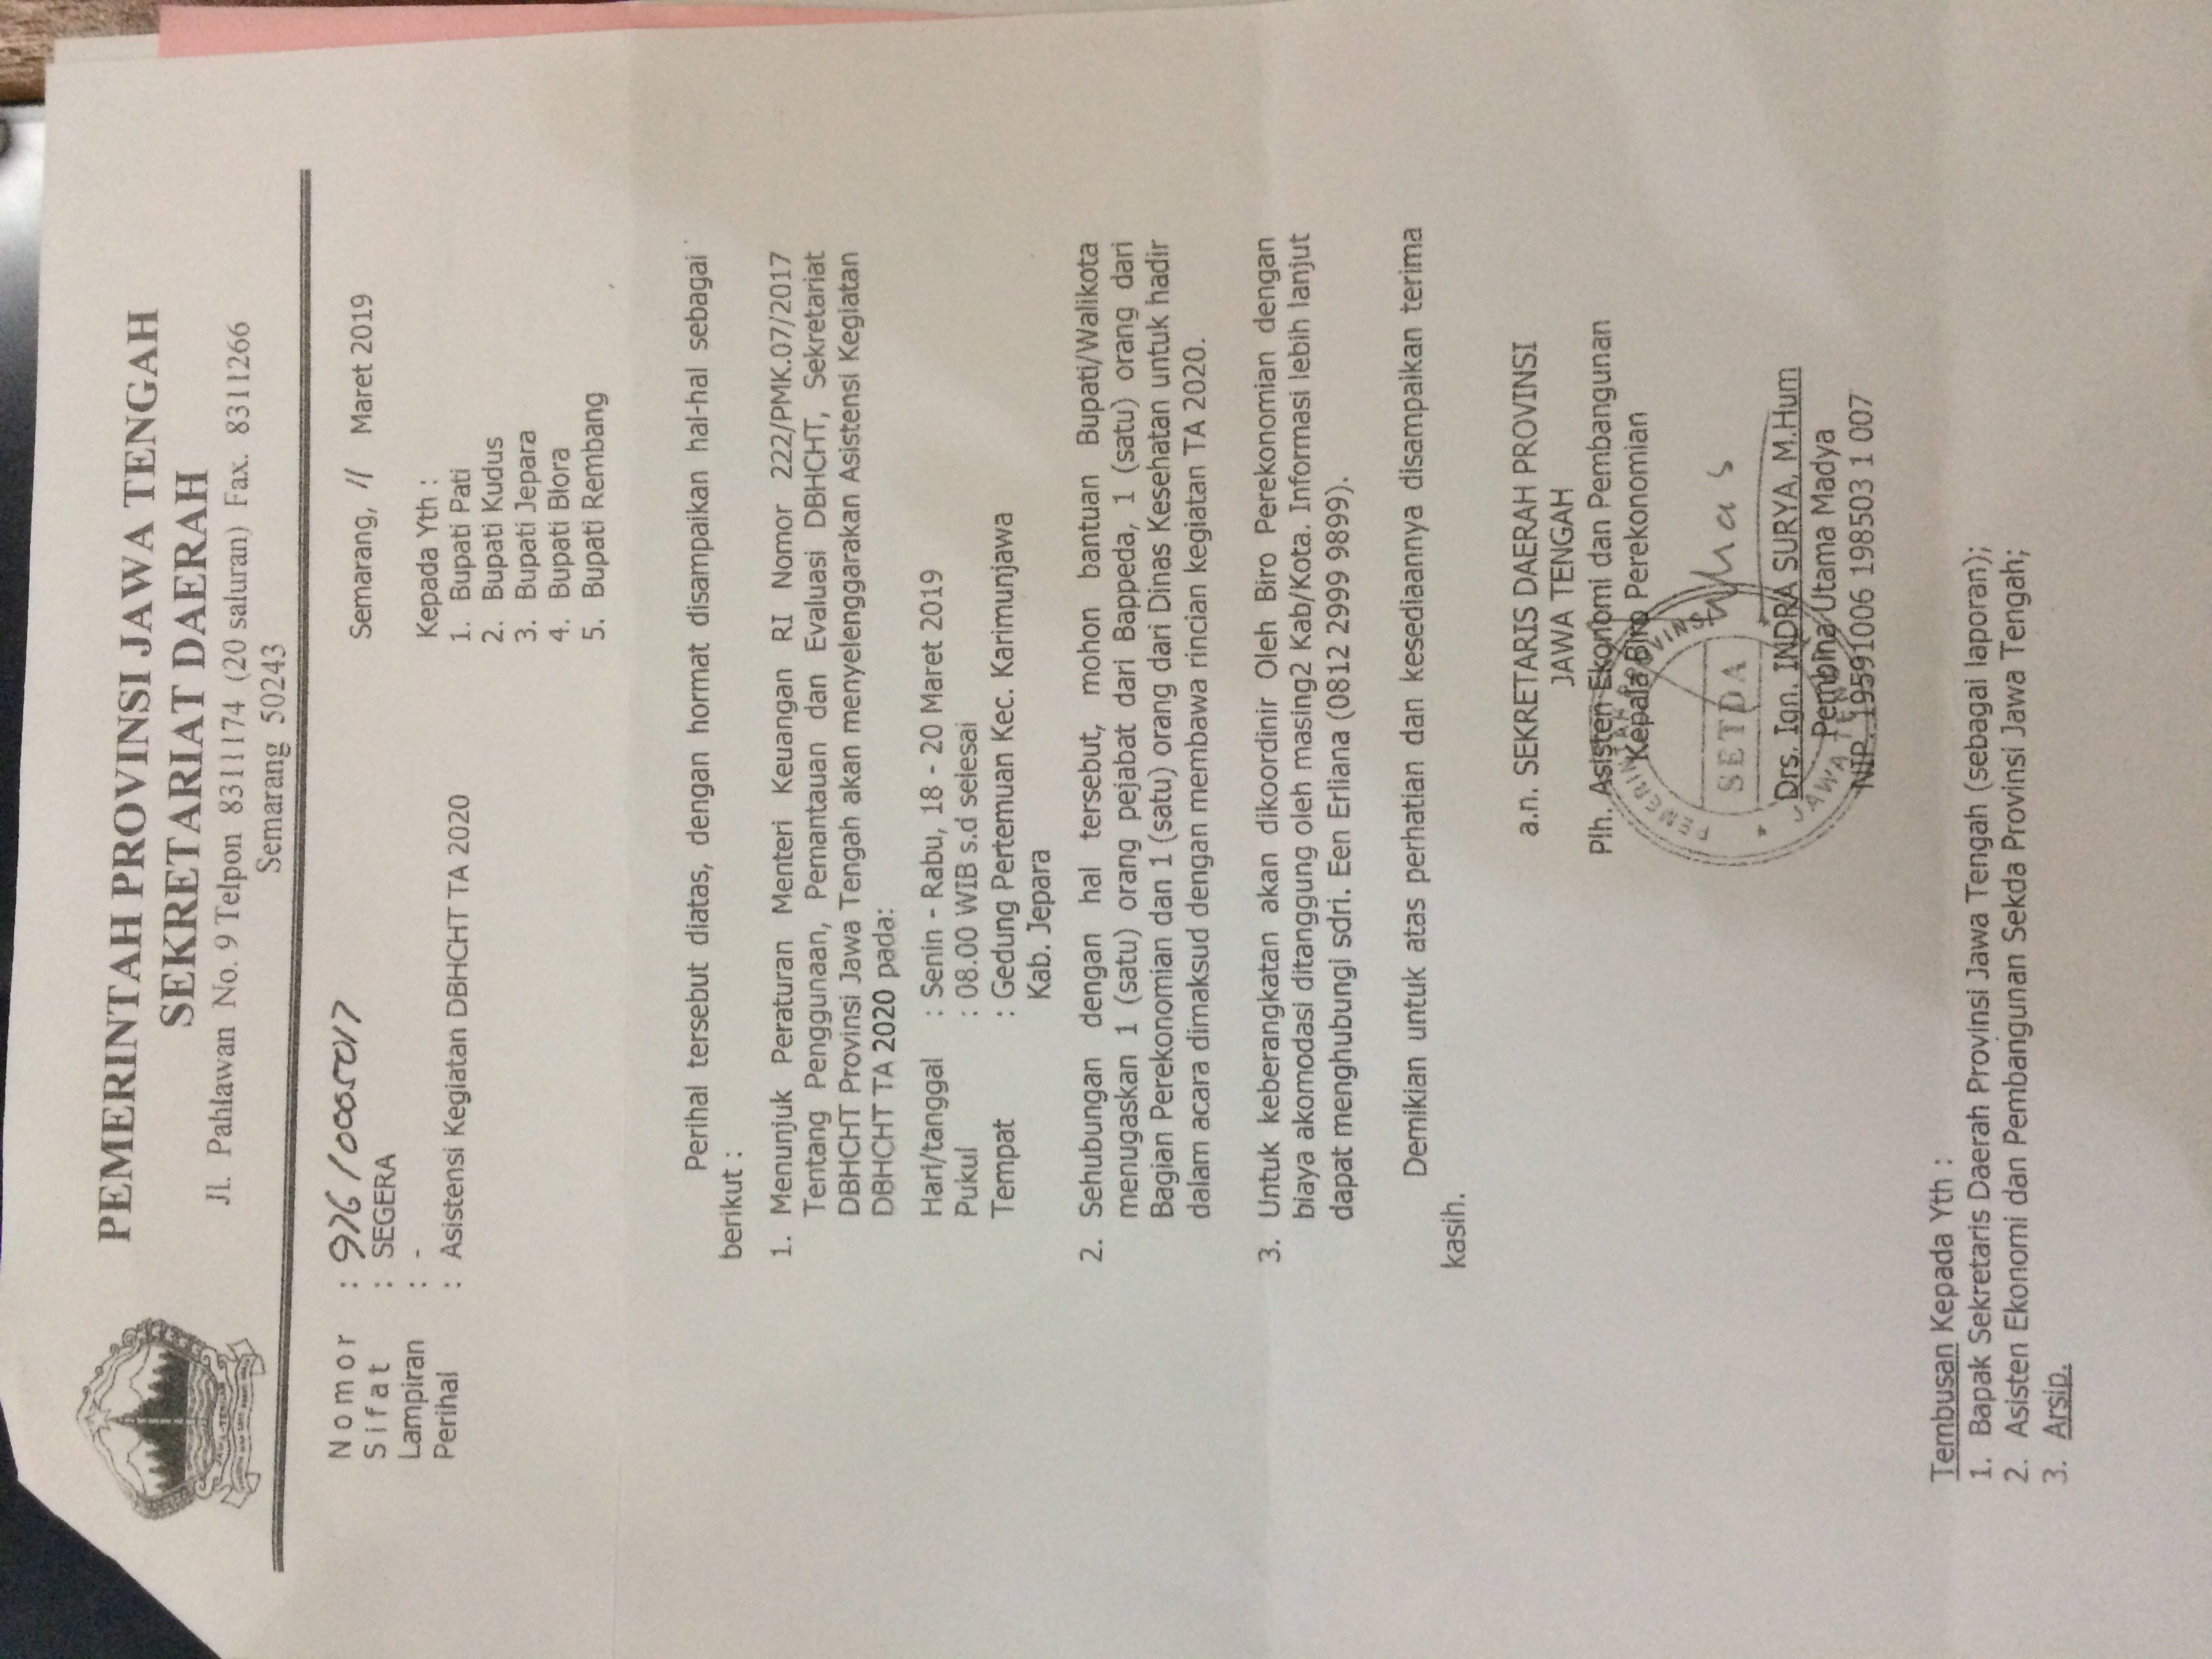 PEMERINTAH PROVINSI JAWA TENGAH
SEKRETARIAT DAERAH
Jl. Pahlawan No. 9 Telpon 8311174 (20 saluran) Fax. 8311266
Semarang 50243
JAWA-TENGAH
Nomor : 976/0005017
Sifat : SEGERA
Lampiran : -
Perihal : Asistensi Kegiatan DBHCHT TA 2020
Semarang, 11 Maret 2019
Kepada Yth :
1. Bupati Pati
2. Bupati Kudus
3. Bupati Jepara
4. Bupati Blora
5. Bupati Rembang
Perihal tersebut diatas, dengan hormat disampaikan hal-hal sebagai
berikut :
1. Menunjuk Peraturan Menteri Keuangan RI Nomor 222/PMK.07/2017
Tentang Penggunaan, Pemantauan dan Evaluasi DBHCHT, Sekretariat
DBHCHT Provinsi Jawa Tengah akan menyelenggarakan Asistensi Kegiatan
DBHCHT TA 2020 pada:
Hari/tanggal : Senin - Rabu, 18 - 20 Maret 2019
Pukul : 08.00 WIB s.d selesai
Tempat : Gedung Pertemuan Kec. Karimunjawa
Kab. Jepara
2. Sehubungan dengan hal tersebut, mohon bantuan Bupati/Walikota
menugaskan 1 (satu) orang pejabat dari Bappeda, 1 (satu) orang dari
Bagian Perekonomian dan 1 (satu) orang dari Dinas Kesehatan untuk hadir
dalam acara dimaksud dengan membawa rincian kegiatan TA 2020.
3. Untuk keberangkatan akan dikoordinir Oleh Biro Perekonomian dengan
biaya akomodasi ditanggung oleh masing2 Kab/Kota. Informasi lebih lanjut
dapat menghubungi sdri. Een Erliana (0812 2999 9899).
Demikian untuk atas perhatian dan kesediaannya disampaikan terima
kasih.
a.n. SEKRETARIS DAERAH PROVINSI
JAWA TENGAH
Plh. Asisten Ekonomi dan Pembangunan
Kepala Biro Perekonomian
PEMERINTAH PROVINSI
SETDA
JAWA TENGAH
Drs. Ign. INDRA SURYA, M.Hum
Pembina Utama Madya
NIP. 19591006 198503 1 007
Tembusan Kepada Yth :
1. Bapak Sekretaris Daerah Provinsi Jawa Tengah (sebagai laporan);
2. Asisten Ekonomi dan Pembangunan Sekda Provinsi Jawa Tengah;
3. Arsip.